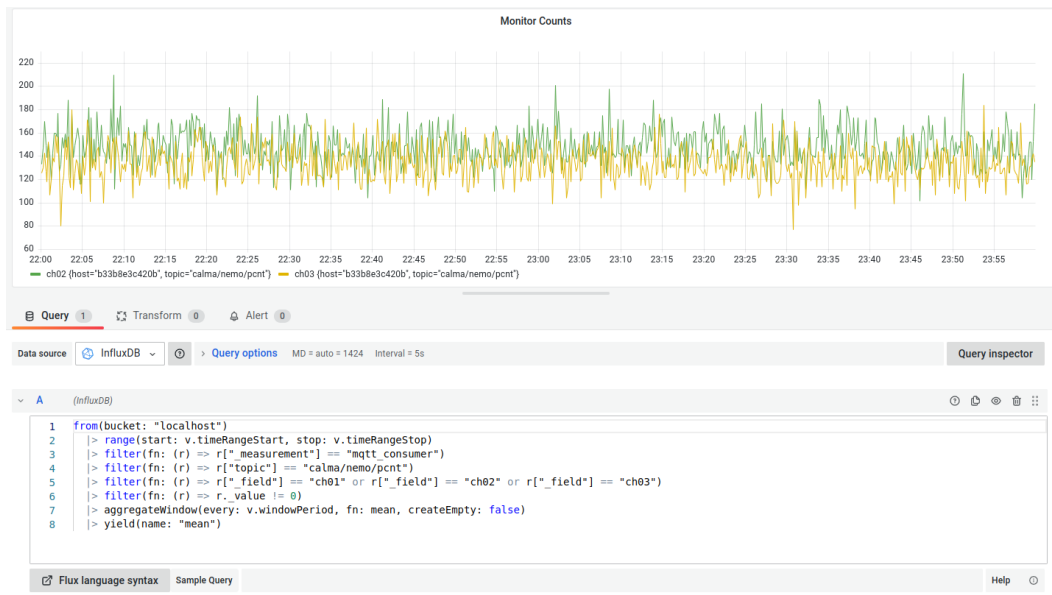 Monitor Counts
220
200
180
160
140
120
100
80
60
22:00 22:05 22:10 22:15 22:20 22:25 22:30 22:35 22:40 22:45 22:50 22:55 23:00 23:05 23:10 23:15 23:20 23:25 23:30 23:35 23:40 23:45 23:50 23:55
ch02 {host="b33b8e3c420b", topic="calma/nemo/pcnt"} ch03 {host="b33b8e3c420b", topic="calma/nemo/pcnt"}
Query 1 Transform 0 Alert 0
Data source InfluxDB > Query options MD = auto = 1424 Interval = 5s Query inspector
A (InfluxDB)
1 from(bucket: "localhost")
2 |> range(start: v.timeRangeStart, stop: v.timeRangeStop)
3 |> filter(fn: (r) => r["_measurement"] == "mqtt_consumer")
4 |> filter(fn: (r) => r["topic"] == "calma/nemo/pcnt")
5 |> filter(fn: (r) => r["_field"] == "ch01" or r["_field"] == "ch02" or r["_field"] == "ch03")
6 |> filter(fn: (r) => r._value != 0)
7 |> aggregateWindow(every: v.windowPeriod, fn: mean, createEmpty: false)
8 |> yield(name: "mean")
Flux language syntax Sample Query Help